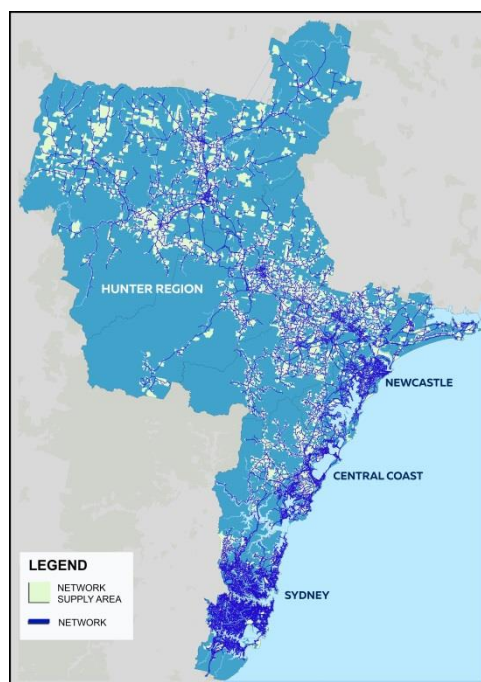 HUNTER REGION
NEWCASTLE
CENTRAL COAST
SYDNEY
LEGEND
NETWORK
SUPPLY AREA
NETWORK